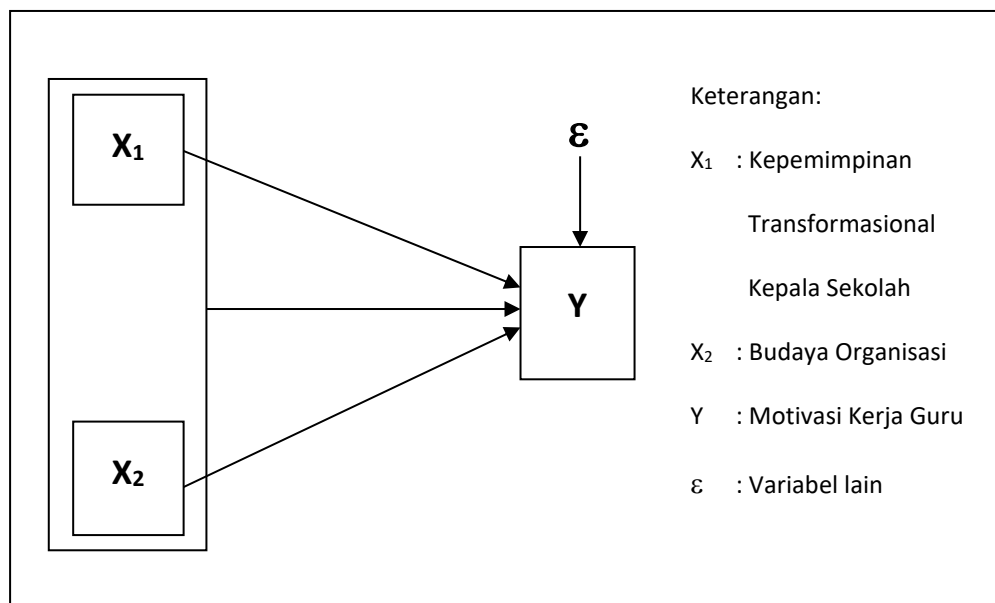 X₁
X₂
ε
Y
Keterangan:
X₁ : Kepemimpinan
Transformasional
Kepala Sekolah
X₂ : Budaya Organisasi
Y : Motivasi Kerja Guru
ε : Variabel lain